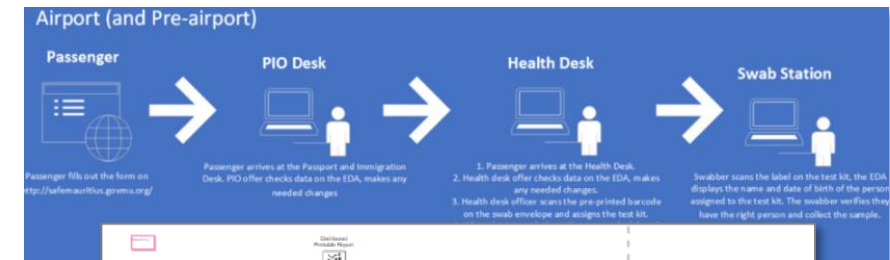 Airport (and Pre-airport)
Passenger
PIO Desk
Health Desk
Swab Station
Passenger fills out the form on
ttp://safemauritius.govmu.org/
Passenger arrives at the Passport and Immigration
Desk. PIO offer checks data on the EDA, makes any
needed changes
1. Passenger arrives at the Health Desk.
2. Health desk offer checks data on the EDA, makes
any needed changes.
3. Health desk officer scans the pre-printed barcode
on the swab envelope and assigns the test kit.
Swabber scans the label on the test kit, the EDA
displays the name and date of birth of the person
assigned to the test kit. The swabber verifies they
have the right person and collect the sample.
Dashboard
Printable Report